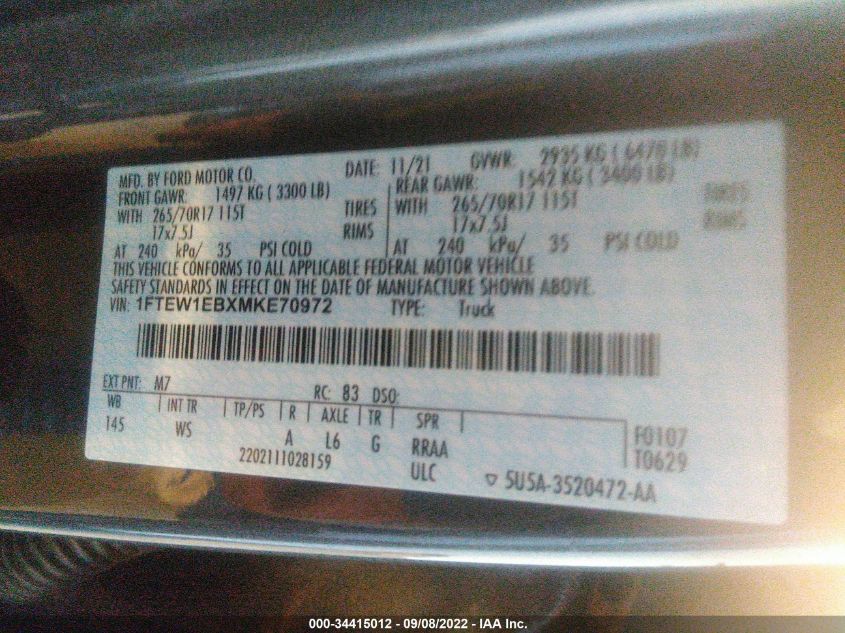 MFD. BY FORD MOTOR CO. DATE: 11/21 GVWR: 2935 KG ( 6470 LB)
FRONT GAWR: 1497 KG ( 3300 LB) REAR GAWR: 1542 KG ( 3400 LB)
WITH 265/70R17 115T TIRES WITH 265/70R17 115T TIRES
17x7.5J RIMS 17x7.5J RIMS
AT 240 kPa/ 35 PSI COLD AT 240 kPa/ 35 PSI COLD
THIS VEHICLE CONFORMS TO ALL APPLICABLE FEDERAL MOTOR VEHICLE
SAFETY STANDARDS IN EFFECT ON THE DATE OF MANUFACTURE SHOWN ABOVE.
VIN: 1FTEW1EBXMKE70972 TYPE: Truck
EXT PNT: M7 RC: 83 DSO:
WB INT TR TP/PS R AXLE TR SPR F0107
145 WS A L6 G RRAA T0629
2202111028159 ULC ▽ 5U5A-3520472-AA
000-34415012 - 09/08/2022 - IAA Inc.